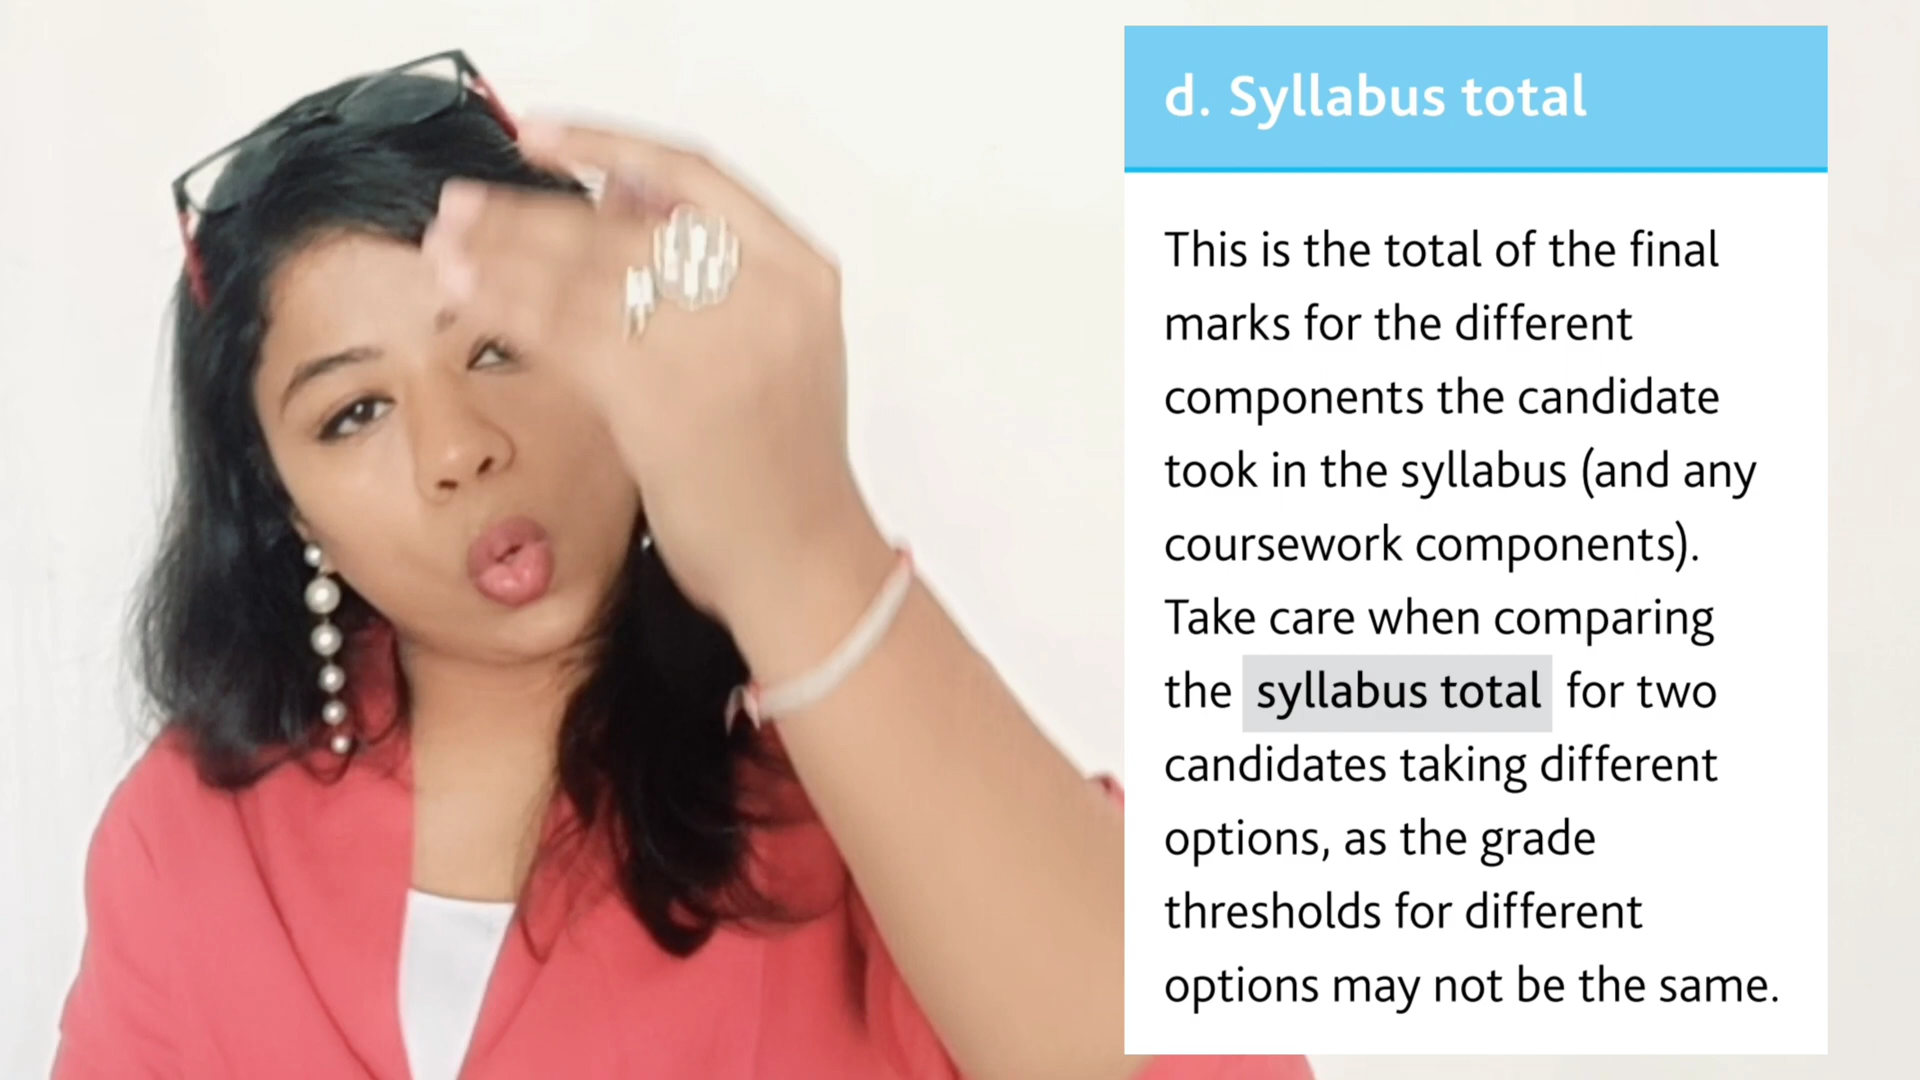 d. Syllabus total
This is the total of the final
marks for the different
components the candidate
took in the syllabus (and any
coursework components).
Take care when comparing
the syllabus total for two
candidates taking different
options, as the grade
thresholds for different
options may not be the same.